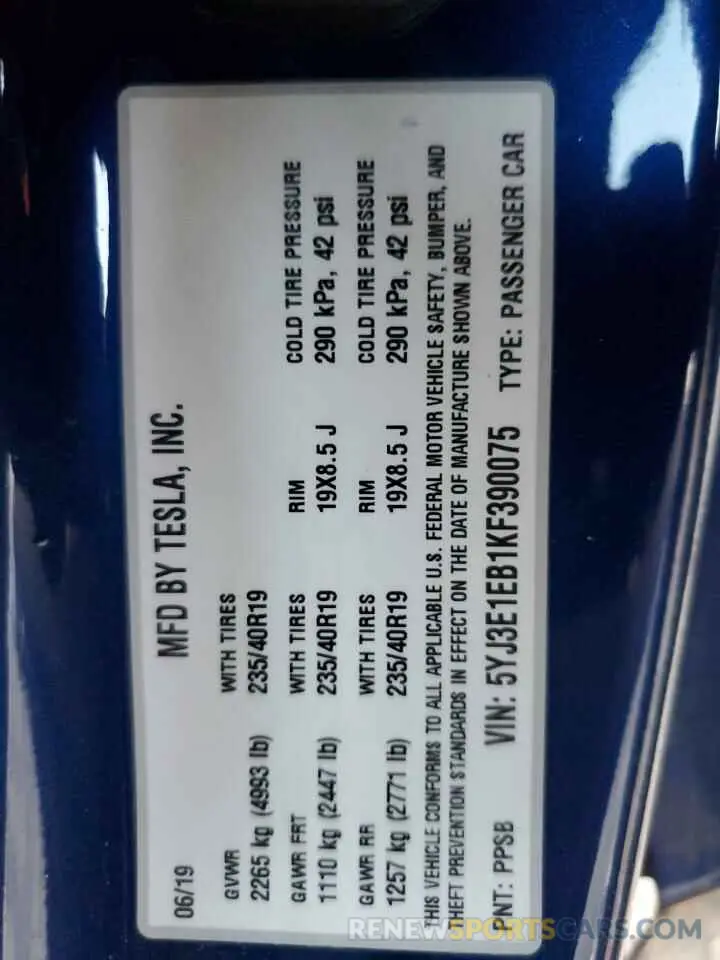 06/19 MFD BY TESLA, INC.
GVWR WITH TIRES
2265 kg (4993 lb) 235/40R19
GAWR FRT WITH TIRES RIM COLD TIRE PRESSURE
1110 kg (2447 lb) 235/40R19 19X8.5 J 290 kPa, 42 psi
GAWR RR WITH TIRES RIM COLD TIRE PRESSURE
1257 kg (2771 lb) 235/40R19 19X8.5 J 290 kPa, 42 psi
THIS VEHICLE CONFORMS TO ALL APPLICABLE U.S. FEDERAL MOTOR VEHICLE SAFETY, BUMPER, AND
THEFT PREVENTION STANDARDS IN EFFECT ON THE DATE OF MANUFACTURE SHOWN ABOVE.
PNT: PPSB VIN: 5YJ3E1EB1KF390075 TYPE: PASSENGER CAR
RENEWSPORTSCARS.COM